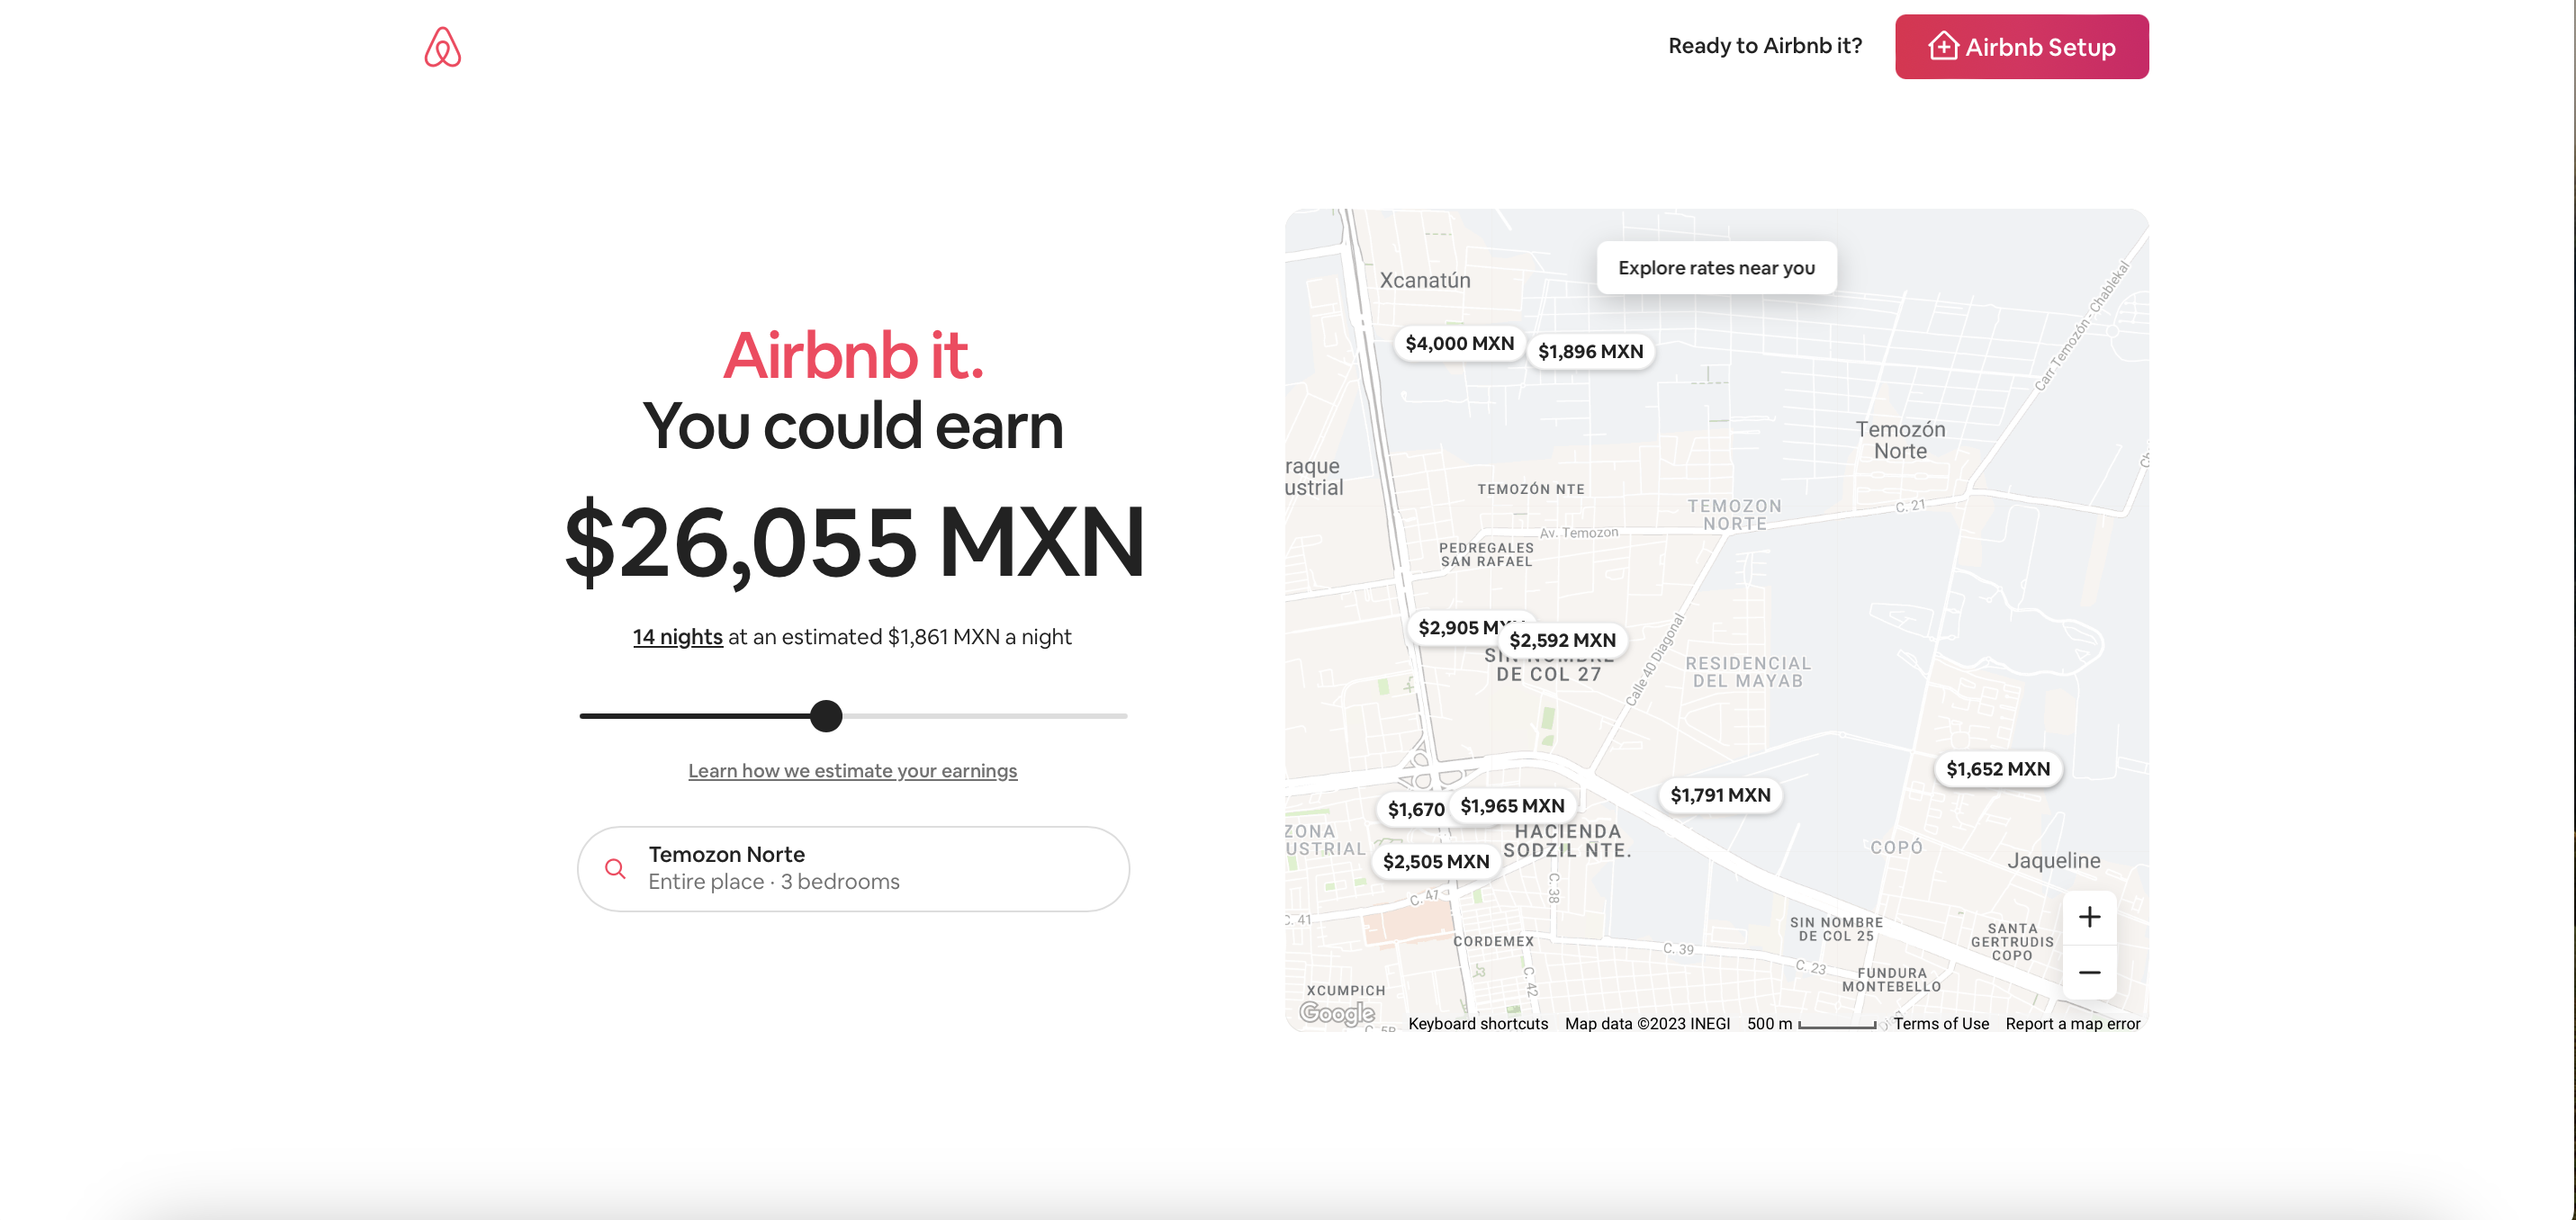 Ready to Airbnb it?
Airbnb Setup
Airbnb it.
You could earn
$26,055 MXN
14 nights at an estimated $1,861 MXN a night
Learn how we estimate your earnings
Temozon Norte
Entire place · 3 bedrooms
Explore rates near you
Xcanatún
$4,000 MXN
$1,896 MXN
Carr. Temozón - Chablekal
Temozón
Norte
raque
ustrial
TEMOZÓN NTE
TEMOZON
NORTE
C. 21
Av. Temozon
PEDREGALES
SAN RAFAEL
$2,905 MXN
$2,592 MXN
SIN NOMBRE
DE COL 27
Calle 40 Diagonal
RESIDENCIAL
DEL MAYAB
$1,652 MXN
$1,791 MXN
$1,670
$1,965 MXN
ZONA
USTRIAL
HACIENDA
SODZIL NTE.
$2,505 MXN
COPÓ
Jaqueline
C. 47
C. 38
C. 41
CORDEMEX
C. 39
SIN NOMBRE
DE COL 25
SANTA
GERTRUDIS
COPO
C. 23
FUNDURA
MONTEBELLO
C. 42
XCUMPICH
Google
Keyboard shortcuts
Map data ©2023 INEGI
500 m
Terms of Use
Report a map error